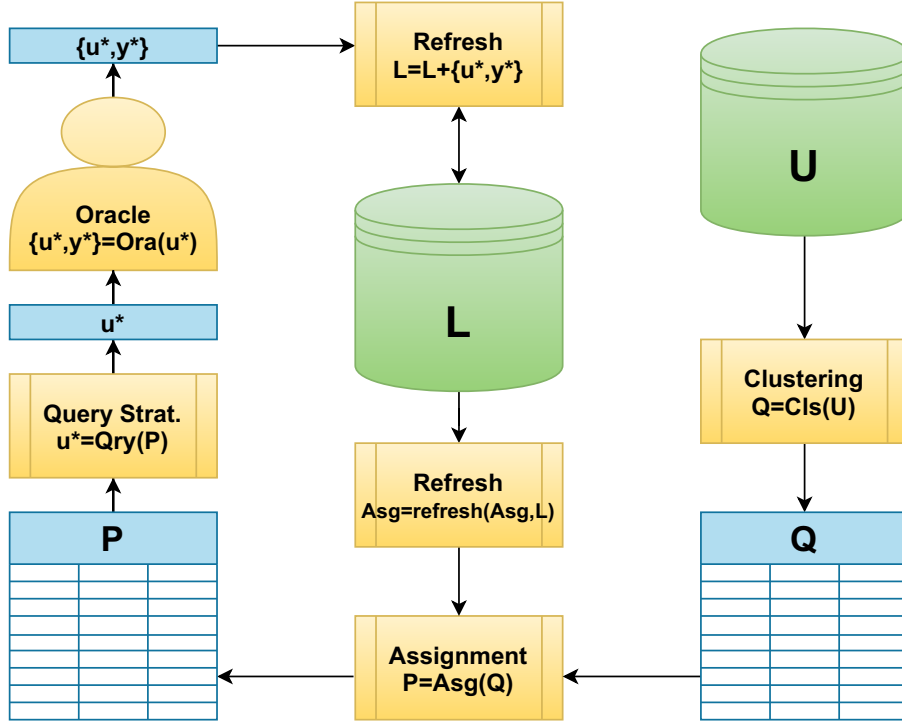 {u*,y*}
Refresh
L=L+{u*,y*}
U
Oracle
{u*,y*}=Ora(u*)
u*
L
Query Strat.
u*=Qry(P)
Clustering
Q=Cls(U)
Refresh
Asg=refresh(Asg,L)
P
Q
Assignment
P=Asg(Q)